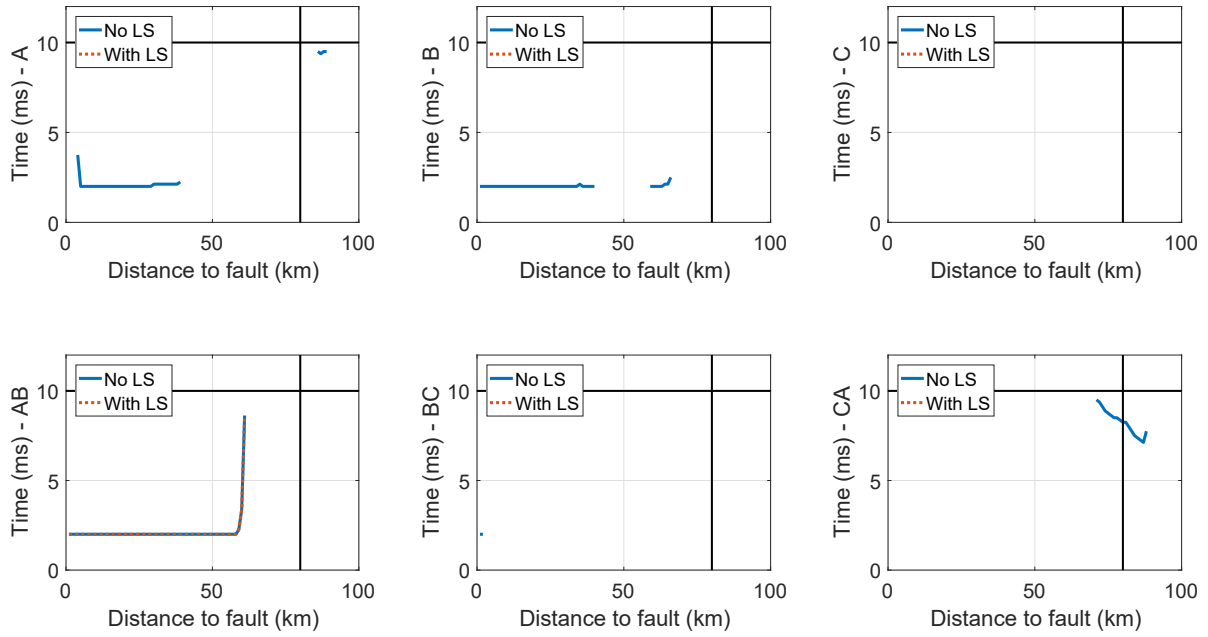 Time (ms) - A
10
5
0
No LS
With LS
0 50 100
Distance to fault (km)
Time (ms) - B
10
5
0
No LS
With LS
0 50 100
Distance to fault (km)
Time (ms) - C
10
5
0
No LS
With LS
0 50 100
Distance to fault (km)
Time (ms) - AB
10
5
0
No LS
With LS
0 50 100
Distance to fault (km)
Time (ms) - BC
10
5
0
No LS
With LS
0 50 100
Distance to fault (km)
Time (ms) - CA
10
5
0
No LS
With LS
0 50 100
Distance to fault (km)